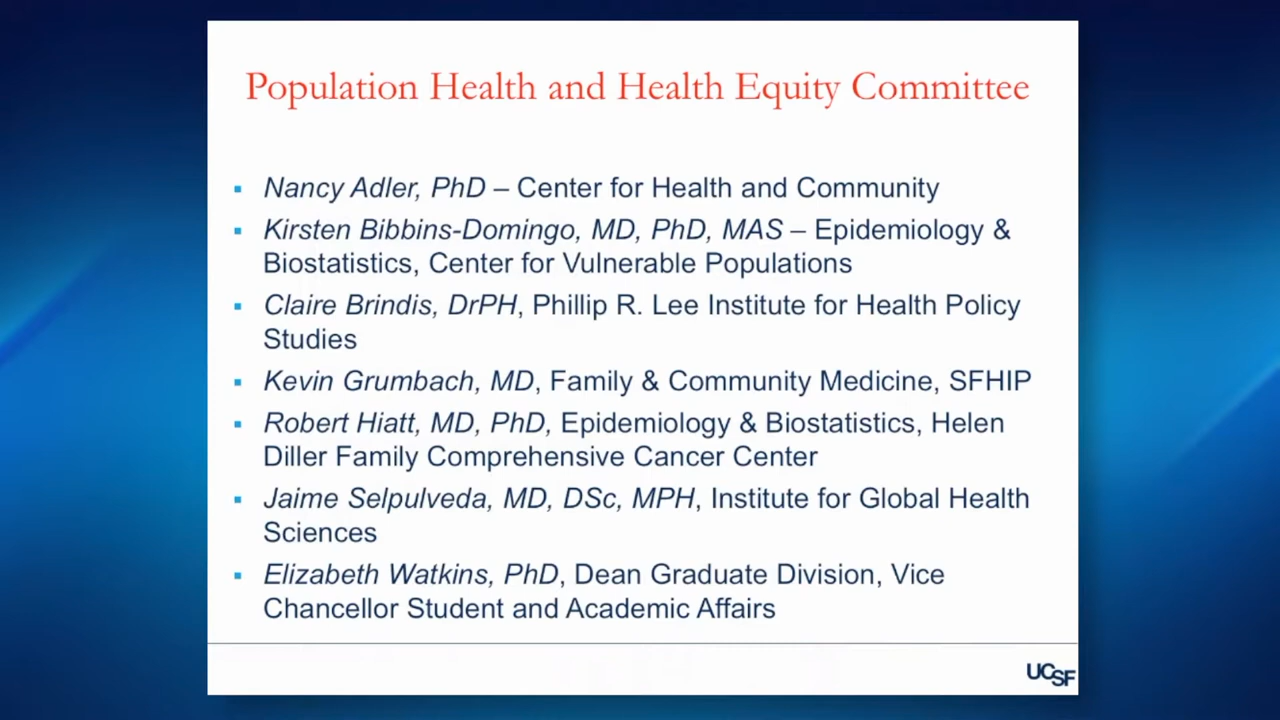 Population Health and Health Equity Committee
▪ Nancy Adler, PhD – Center for Health and Community
▪ Kirsten Bibbins-Domingo, MD, PhD, MAS – Epidemiology &
Biostatistics, Center for Vulnerable Populations
▪ Claire Brindis, DrPH, Phillip R. Lee Institute for Health Policy
Studies
▪ Kevin Grumbach, MD, Family & Community Medicine, SFHIP
▪ Robert Hiatt, MD, PhD, Epidemiology & Biostatistics, Helen
Diller Family Comprehensive Cancer Center
▪ Jaime Selpulveda, MD, DSc, MPH, Institute for Global Health
Sciences
▪ Elizabeth Watkins, PhD, Dean Graduate Division, Vice
Chancellor Student and Academic Affairs
UCSF